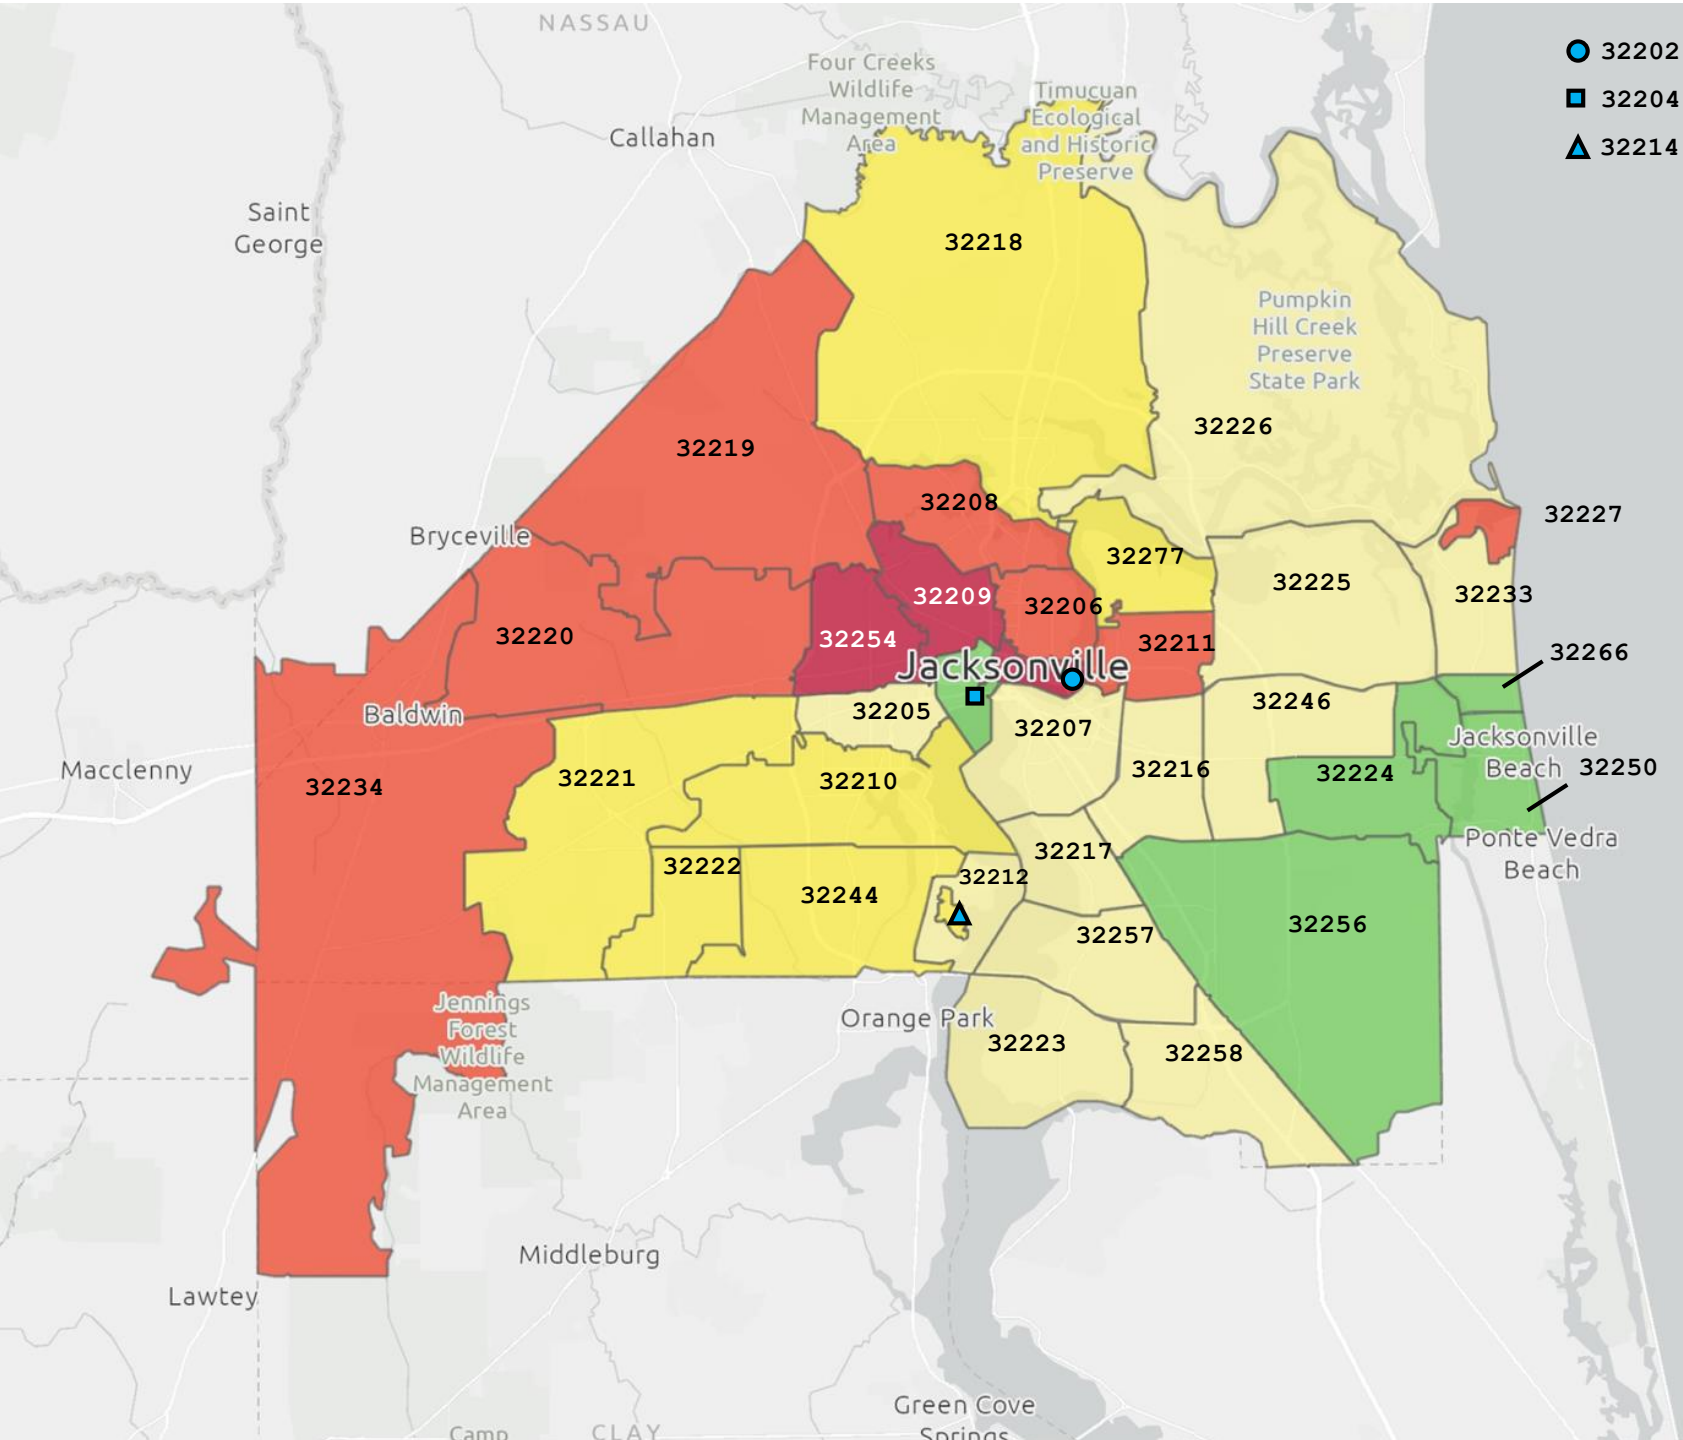 NASSAU
32202
Four Creeks
Wildlife
Management
Area
Timucuan
Ecological
and Historic
Preserve
32204
Callahan
32214
Saint
George
32218
Pumpkin
Hill Creek
Preserve
State Park
32226
32219
32208
32227
Bryceville
32277
32225
32233
32209
32206
32220
32254
32211
32266
Jacksonville
32246
32205
Baldwin
32207
Jacksonville
Beach
32250
Macclenny
32234
32221
32210
32216
32224
Ponte Vedra
Beach
32217
32222
32212
32244
32256
32257
Jennings
Forest
Wildlife
Management
Area
Orange Park
32223
32258
Middleburg
Lawtey
Green Cove
Springs
Camp
CLAY